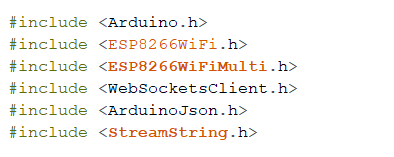 #include <Arduino.h>
#include <ESP8266WiFi.h>
#include <ESP8266WiFiMulti.h>
#include <WebSocketsClient.h>
#include <ArduinoJson.h>
#include <StreamString.h>